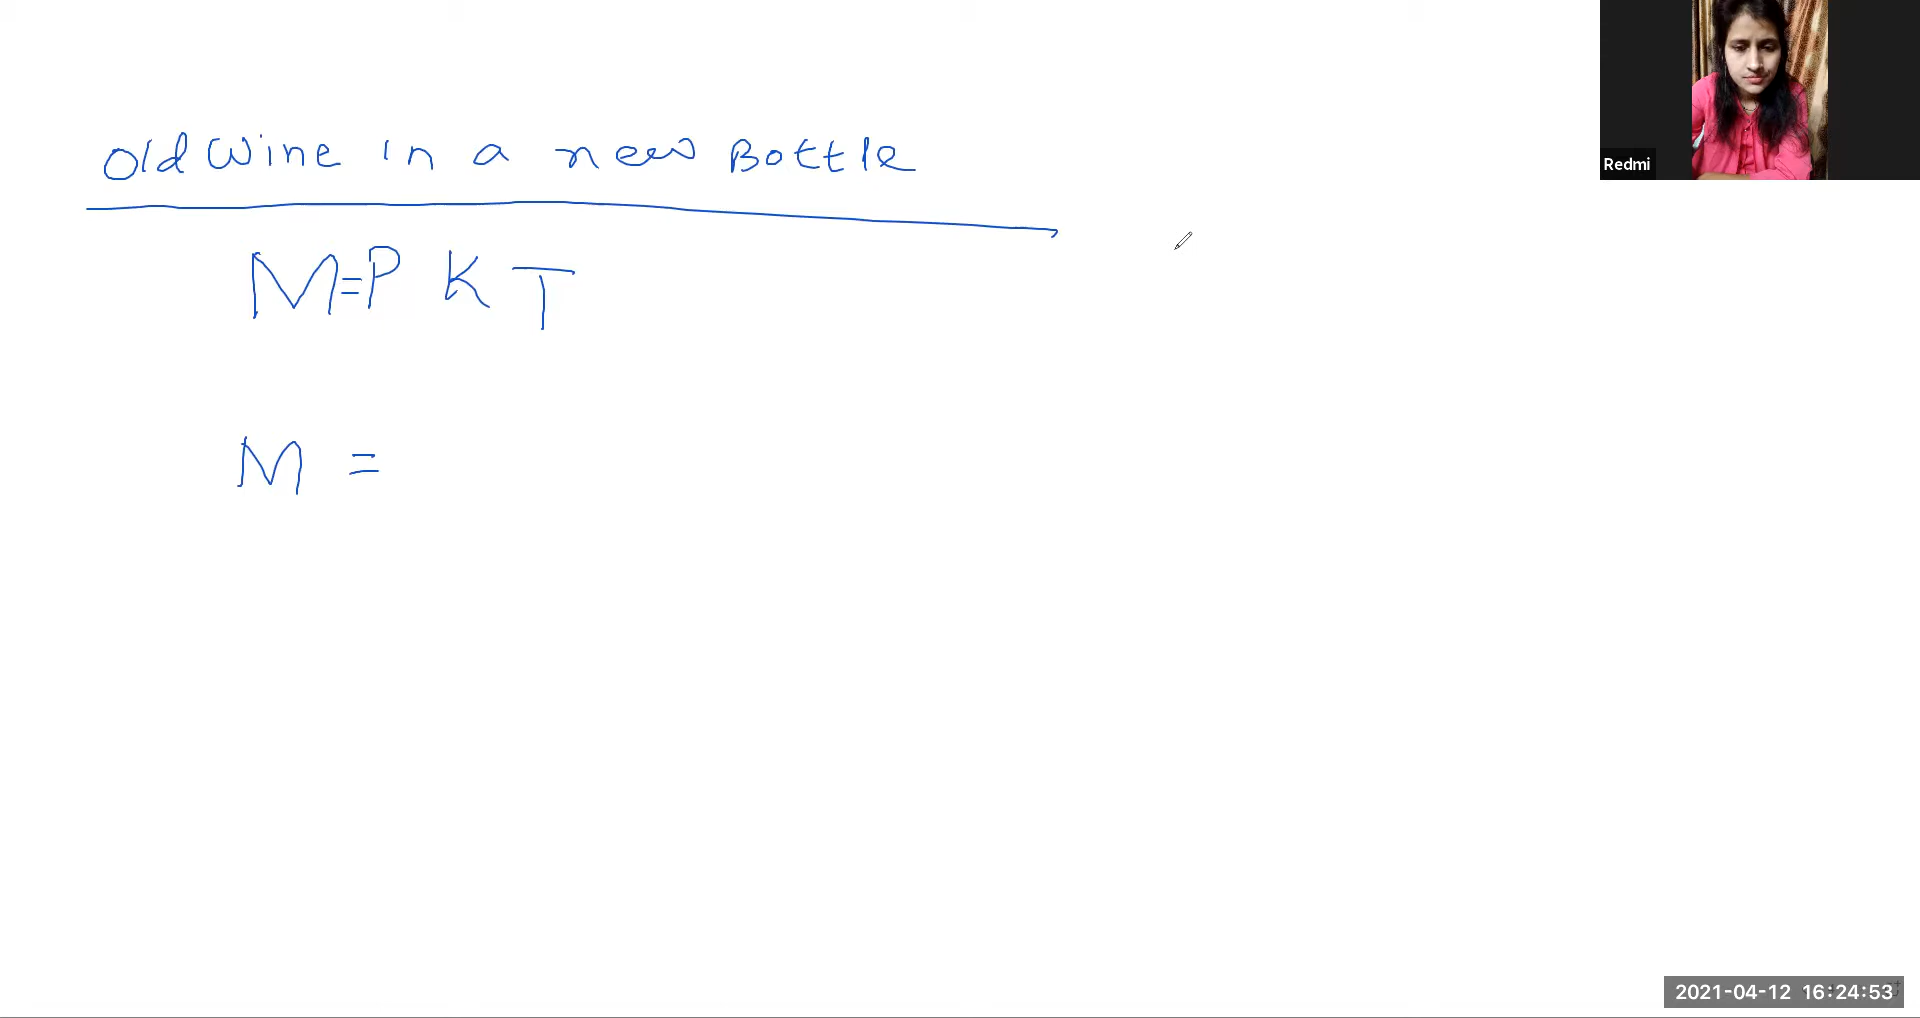 Old Wine in a new Bottle
M=P K T
M =
Redmi
2021-04-12 16:24:53